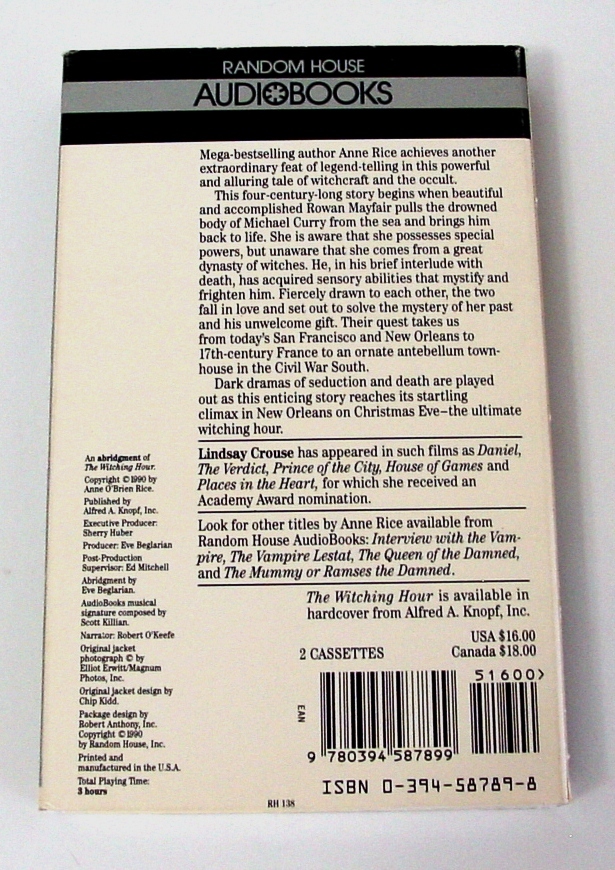 RANDOM HOUSE
AUDIOBOOKS
Mega-bestselling author Anne Rice achieves another
extraordinary feat of legend-telling in this powerful
and alluring tale of witchcraft and the occult.
This four-century-long story begins when beautiful
and accomplished Rowan Mayfair pulls the drowned
body of Michael Curry from the sea and brings him
back to life. She is aware that she possesses special
powers, but unaware that she comes from a great
dynasty of witches. He, in his brief interlude with
death, has acquired sensory abilities that mystify and
frighten him. Fiercely drawn to each other, the two
fall in love and set out to solve the mystery of her past
and his unwelcome gift. Their quest takes us
from today's San Francisco and New Orleans to
17th-century France to an ornate antebellum town-
house in the Civil War South.
Dark dramas of seduction and death are played
out as this enticing story reaches its startling
climax in New Orleans on Christmas Eve–the ultimate
witching hour.
Lindsay Crouse has appeared in such films as Daniel,
The Verdict, Prince of the City, House of Games and
Places in the Heart, for which she received an
Academy Award nomination.
Look for other titles by Anne Rice available from
Random House AudioBooks: Interview with the Vam-
pire, The Vampire Lestat, The Queen of the Damned,
and The Mummy or Ramses the Damned.
The Witching Hour is available in
hardcover from Alfred A. Knopf, Inc.
USA $16.00
2 CASSETTES Canada $18.00
51600>
EAN
9 780394 587899
ISBN 0-394-58789-8
An abridgment of
The Witching Hour.
Copyright ©1990 by
Anne O'Brien Rice.
Published by
Alfred A. Knopf, Inc.
Executive Producer:
Sherry Huber
Producer: Eve Beglarian
Post-Production
Supervisor: Ed Mitchell
Abridgment by
Eve Beglarian.
AudioBooks musical
signature composed by
Scott Killian.
Narrator: Robert O'Keefe
Original jacket
photograph © by
Elliot Erwitt/Magnum
Photos, Inc.
Original jacket design by
Chip Kidd.
Package design by
Robert Anthony, Inc.
Copyright ©1990
by Random House, Inc.
Printed and
manufactured in the U.S.A.
Total Playing Time:
3 hours
RH 138